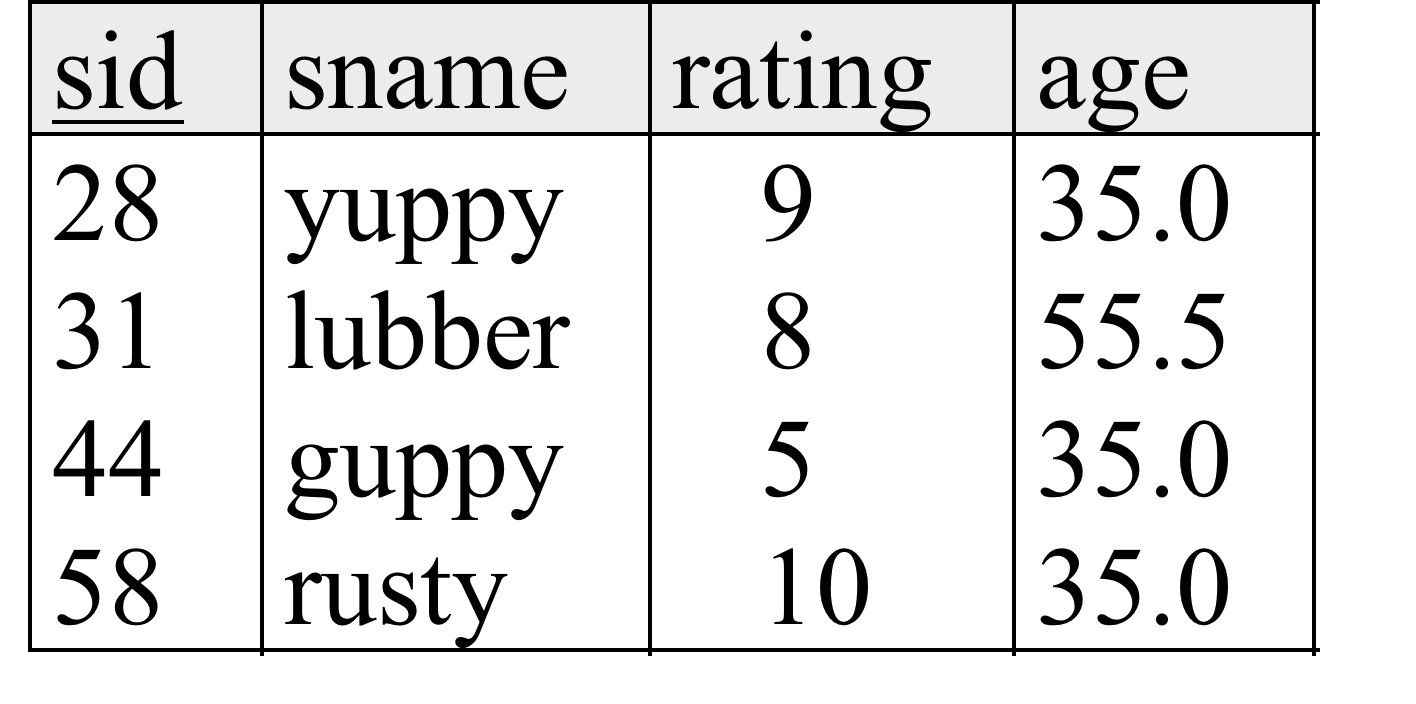 sid sname rating age
28 yuppy 9 35.0
31 lubber 8 55.5
44 guppy 5 35.0
58 rusty 10 35.0